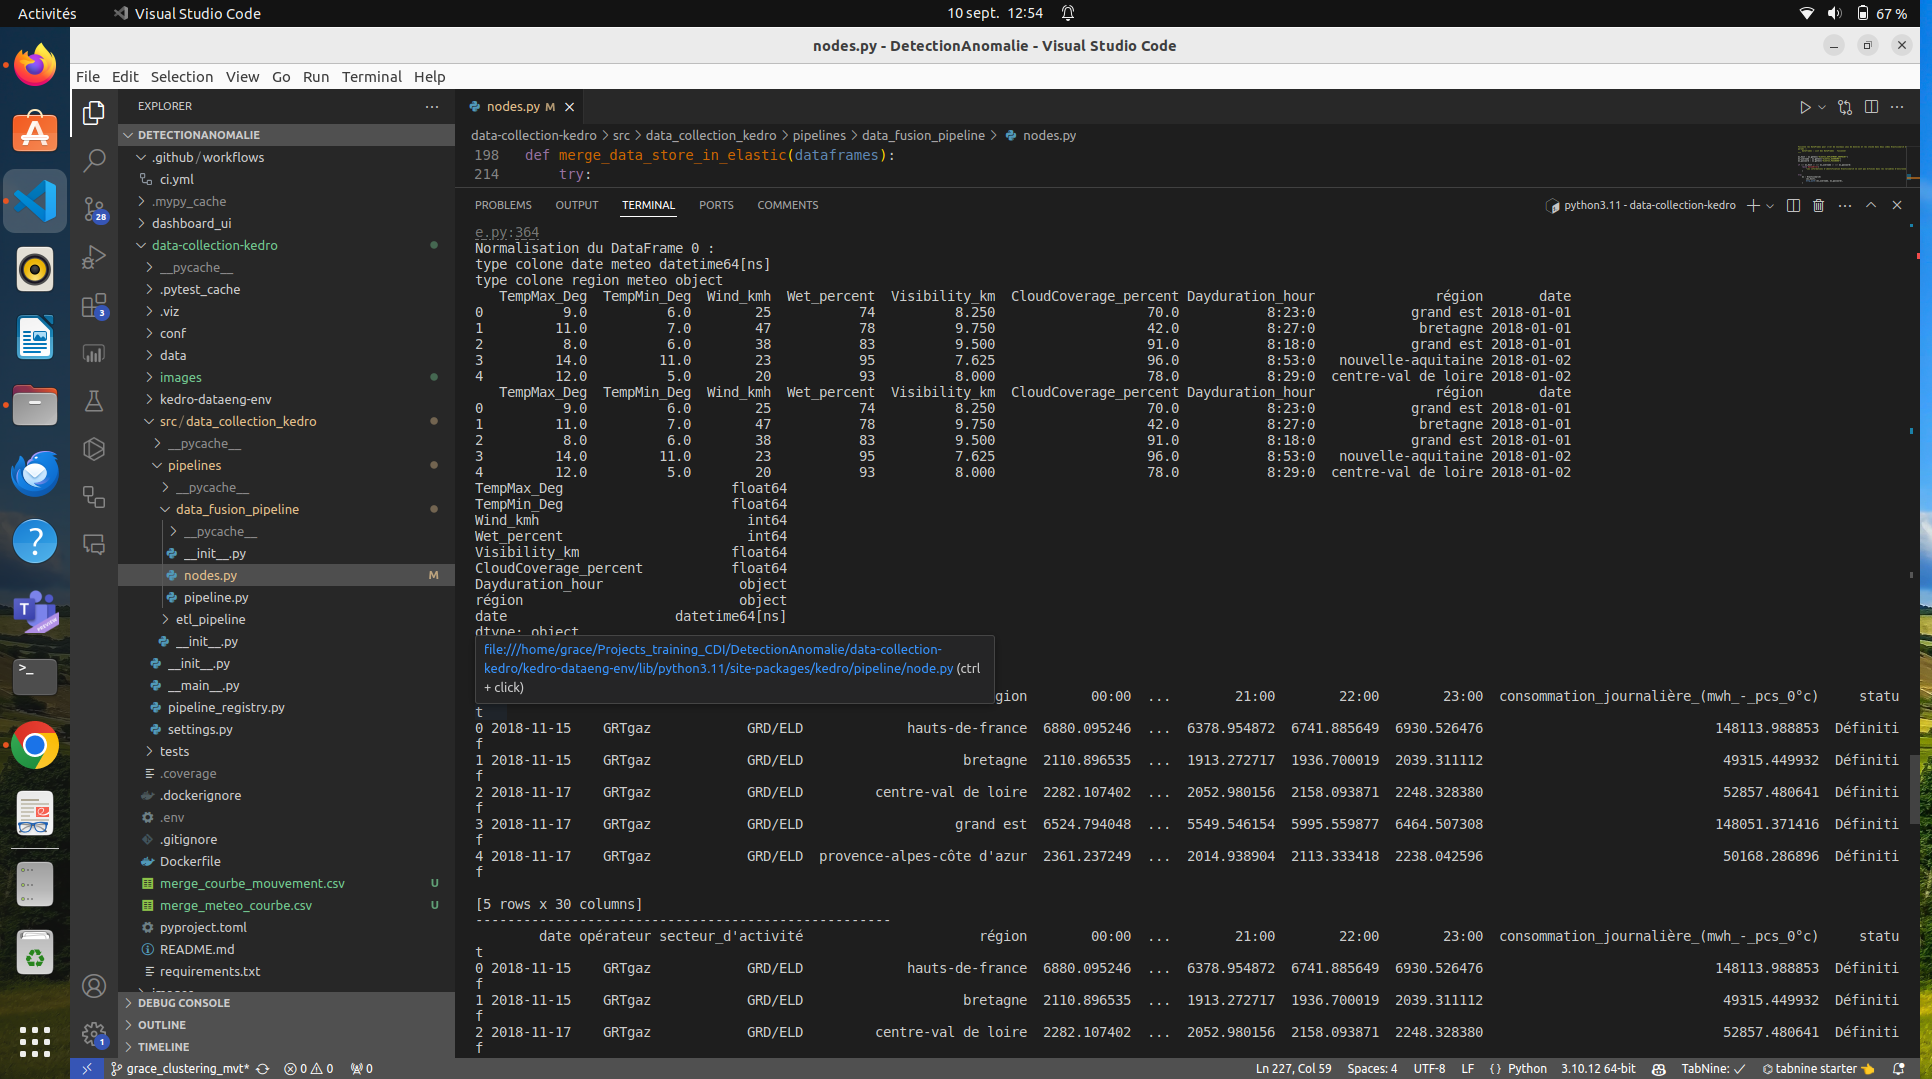 Activités
Visual Studio Code
10 sept. 12:54
67 %
nodes.py - DetectionAnomalie - Visual Studio Code
File Edit Selection View Go Run Terminal Help
EXPLORER
DETECTIONANOMALIE
.github/workflows
ci.yml
.mypy_cache
dashboard_ui
data-collection-kedro
__pycache__
.pytest_cache
.viz
conf
data
images
kedro-dataeng-env
src/data_collection_kedro
__pycache__
pipelines
__pycache__
data_fusion_pipeline
__pycache__
__init__.py
nodes.py M
pipeline.py
etl_pipeline
__init__.py
__init__.py
__main__.py
pipeline_registry.py
settings.py
tests
.coverage
.dockerignore
.env
.gitignore
Dockerfile
merge_courbe_mouvement.csv U
merge_meteo_courbe.csv U
pyproject.toml
README.md
requirements.txt
DEBUG CONSOLE
OUTLINE
TIMELINE
28
3
1
nodes.py M
data-collection-kedro > src > data_collection_kedro > pipelines > data_fusion_pipeline > nodes.py
198 def merge_data_store_in_elastic(dataframes):
214 try:
PROBLEMS OUTPUT TERMINAL PORTS COMMENTS
python3.11 - data-collection-kedro
e.py:364
Normalisation du DataFrame 0 :
type colone date meteo datetime64[ns]
type colone region meteo object
TempMax_Deg TempMin_Deg Wind_kmh Wet_percent Visibility_km CloudCoverage_percent Dayduration_hour région date
0 9.0 6.0 25 74 8.250 70.0 8:23:0 grand est 2018-01-01
1 11.0 7.0 47 78 9.750 42.0 8:27:0 bretagne 2018-01-01
2 8.0 6.0 38 83 9.500 91.0 8:18:0 grand est 2018-01-01
3 14.0 11.0 23 95 7.625 96.0 8:53:0 nouvelle-aquitaine 2018-01-02
4 12.0 5.0 20 93 8.000 78.0 8:29:0 centre-val de loire 2018-01-02
TempMax_Deg TempMin_Deg Wind_kmh Wet_percent Visibility_km CloudCoverage_percent Dayduration_hour région date
0 9.0 6.0 25 74 8.250 70.0 8:23:0 grand est 2018-01-01
1 11.0 7.0 47 78 9.750 42.0 8:27:0 bretagne 2018-01-01
2 8.0 6.0 38 83 9.500 91.0 8:18:0 grand est 2018-01-01
3 14.0 11.0 23 95 7.625 96.0 8:53:0 nouvelle-aquitaine 2018-01-02
4 12.0 5.0 20 93 8.000 78.0 8:29:0 centre-val de loire 2018-01-02
TempMax_Deg float64
TempMin_Deg float64
Wind_kmh int64
Wet_percent int64
Visibility_km float64
CloudCoverage_percent float64
Dayduration_hour object
région object
date datetime64[ns]
dtype: object
file:///home/grace/Projects_training_CDI/DetectionAnomalie/data-collection-
kedro/kedro-dataeng-env/lib/python3.11/site-packages/kedro/pipeline/node.py (ctrl
+ click)
gion 00:00 ... 21:00 22:00 23:00 consommation_journalière_(mwh_-_pcs_0°c) statu
t
0 2018-11-15 GRTgaz GRD/ELD hauts-de-france 6880.095246 ... 6378.954872 6741.885649 6930.526476 148113.988853 Définiti
f
1 2018-11-15 GRTgaz GRD/ELD bretagne 2110.896535 ... 1913.272717 1936.700019 2039.311112 49315.449932 Définiti
f
2 2018-11-17 GRTgaz GRD/ELD centre-val de loire 2282.107402 ... 2052.980156 2158.093871 2248.328380 52857.480641 Définiti
f
3 2018-11-17 GRTgaz GRD/ELD grand est 6524.794048 ... 5549.546154 5995.559877 6464.507308 148051.371416 Définiti
f
4 2018-11-17 GRTgaz GRD/ELD provence-alpes-côte d'azur 2361.237249 ... 2014.938904 2113.333418 2238.042596 50168.286896 Définiti
f
[5 rows x 30 columns]
----------------------------------------------------
date opérateur secteur_d'activité région 00:00 ... 21:00 22:00 23:00 consommation_journalière_(mwh_-_pcs_0°c) statu
t
0 2018-11-15 GRTgaz GRD/ELD hauts-de-france 6880.095246 ... 6378.954872 6741.885649 6930.526476 148113.988853 Définiti
f
1 2018-11-15 GRTgaz GRD/ELD bretagne 2110.896535 ... 1913.272717 1936.700019 2039.311112 49315.449932 Définiti
f
2 2018-11-17 GRTgaz GRD/ELD centre-val de loire 2282.107402 ... 2052.980156 2158.093871 2248.328380 52857.480641 Définiti
f
grace_clustering_mvt* 0 0 0
Ln 227, Col 59 Spaces: 4 UTF-8 LF Python 3.10.12 64-bit TabNine: tabnine starter